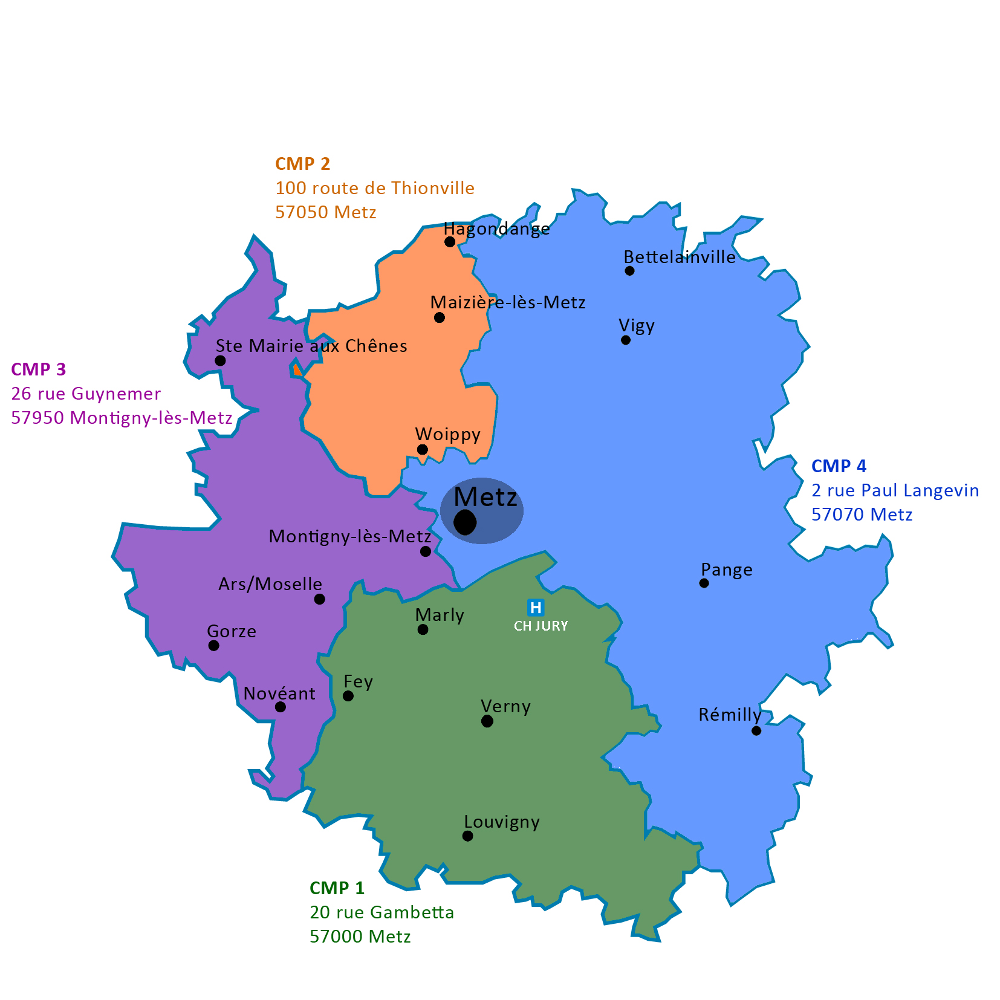 CMP 2
100 route de Thionville
57050 Metz
Hagondange
Bettelainville
Maizière-lès-Metz
Vigy
Ste Mairie aux Chênes
CMP 3
26 rue Guynemer
57950 Montigny-lès-Metz
Woippy
CMP 4
2 rue Paul Langevin
57070 Metz
Metz
Montigny-lès-Metz
Pange
Ars/Moselle
H
CH JURY
Marly
Gorze
Fey
Novéant
Verny
Rémilly
Louvigny
CMP 1
20 rue Gambetta
57000 Metz